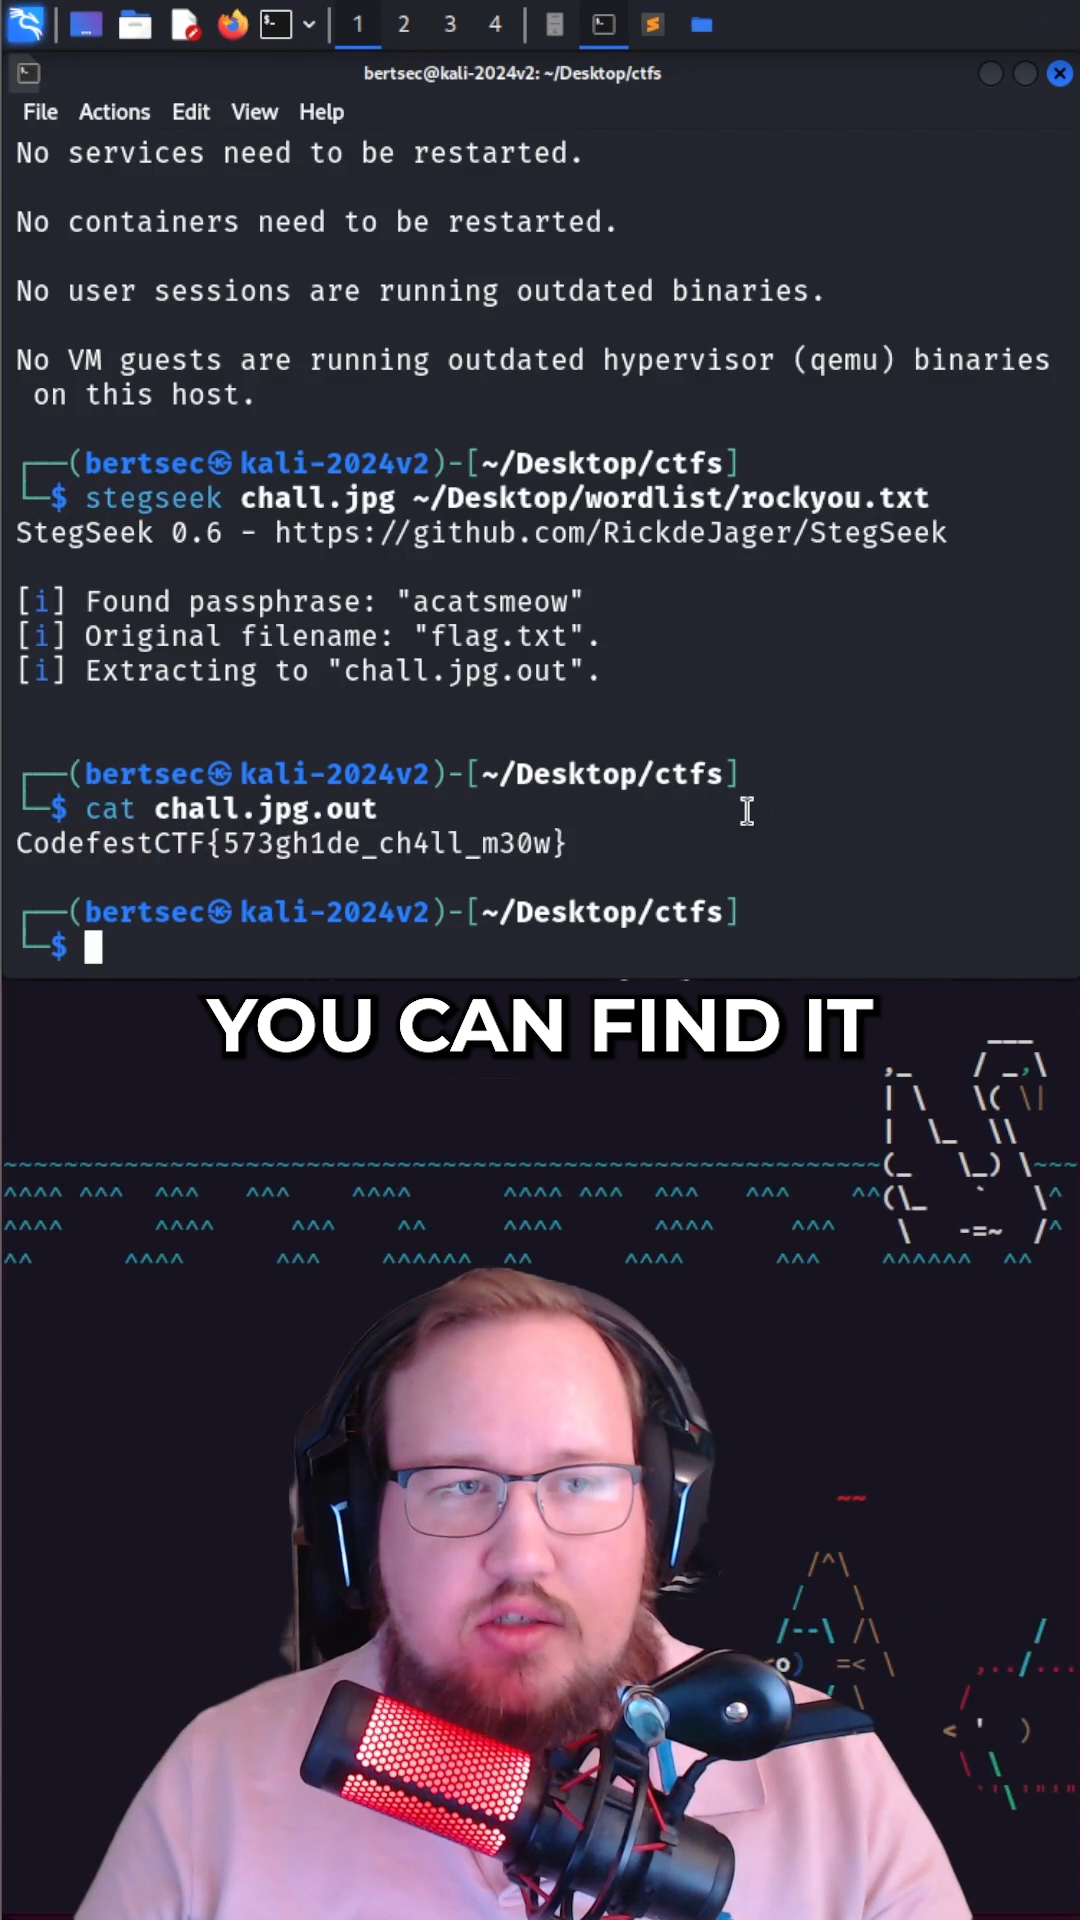 1 2 3 4
bertsec@kali-2024v2: ~/Desktop/ctfs
File Actions Edit View Help
No services need to be restarted.
No containers need to be restarted.
No user sessions are running outdated binaries.
No VM guests are running outdated hypervisor (qemu) binaries
on this host.
┌──(bertsec㉿kali-2024v2)-[~/Desktop/ctfs]
└─$ stegseek chall.jpg ~/Desktop/wordlist/rockyou.txt
StegSeek 0.6 - https://github.com/RickdeJager/StegSeek
[i] Found passphrase: "acatsmeow"
[i] Original filename: "flag.txt".
[i] Extracting to "chall.jpg.out".
┌──(bertsec㉿kali-2024v2)-[~/Desktop/ctfs]
└─$ cat chall.jpg.out
CodefestCTF{573gh1de_ch4ll_m30w}
┌──(bertsec㉿kali-2024v2)-[~/Desktop/ctfs]
└─$
YOU CAN FIND IT